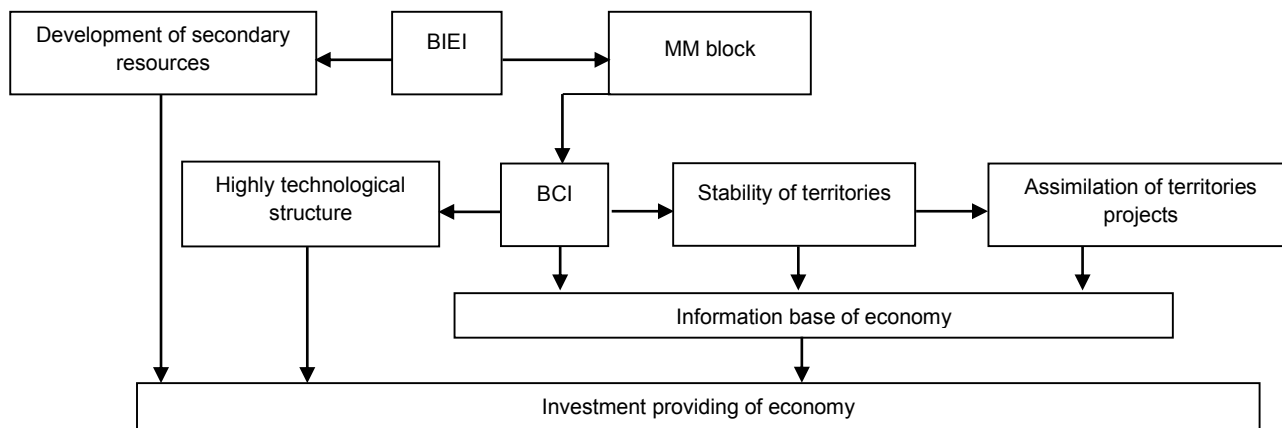 Development of secondary
resources
BIEI
MM block
Highly technological
structure
BCI
Stability of territories
Assimilation of territories
projects
Information base of economy
Investment providing of economy